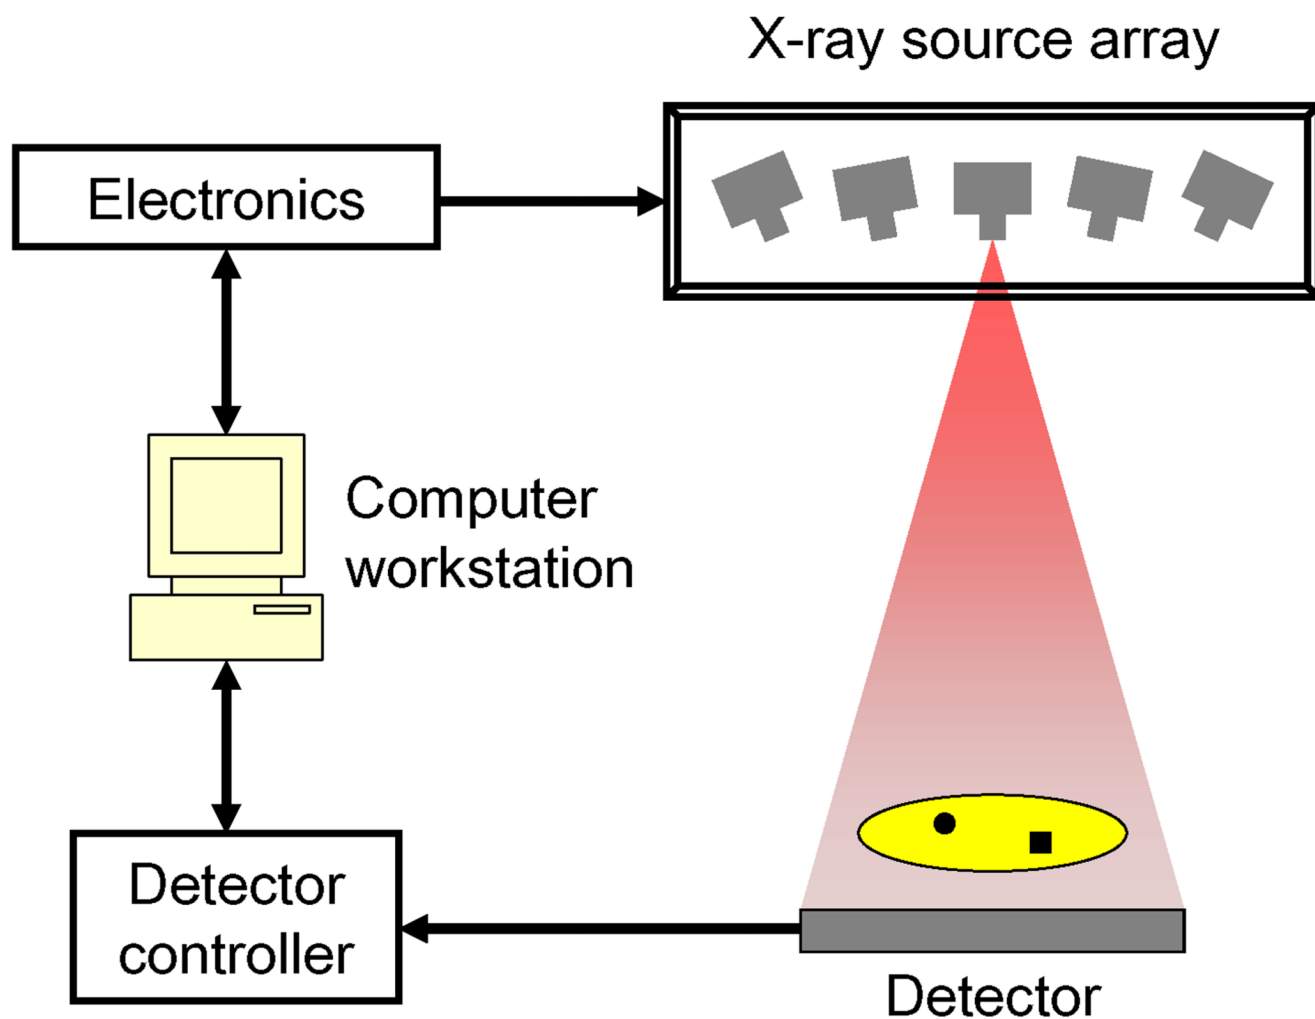 X-ray source array
Electronics
Computer
workstation
Detector
controller
Detector